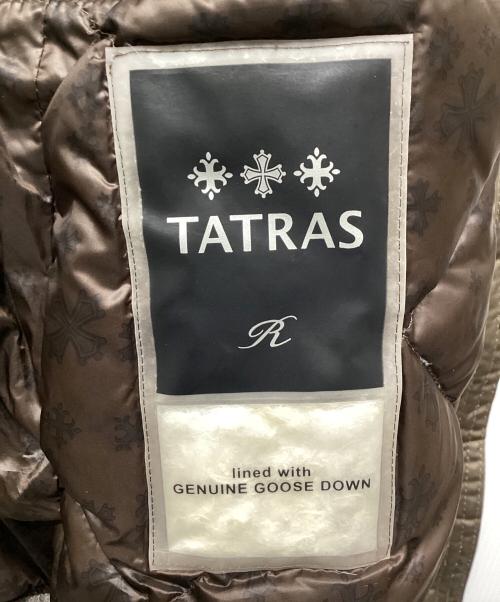 TATRAS
R
lined with
GENUINE GOOSE DOWN